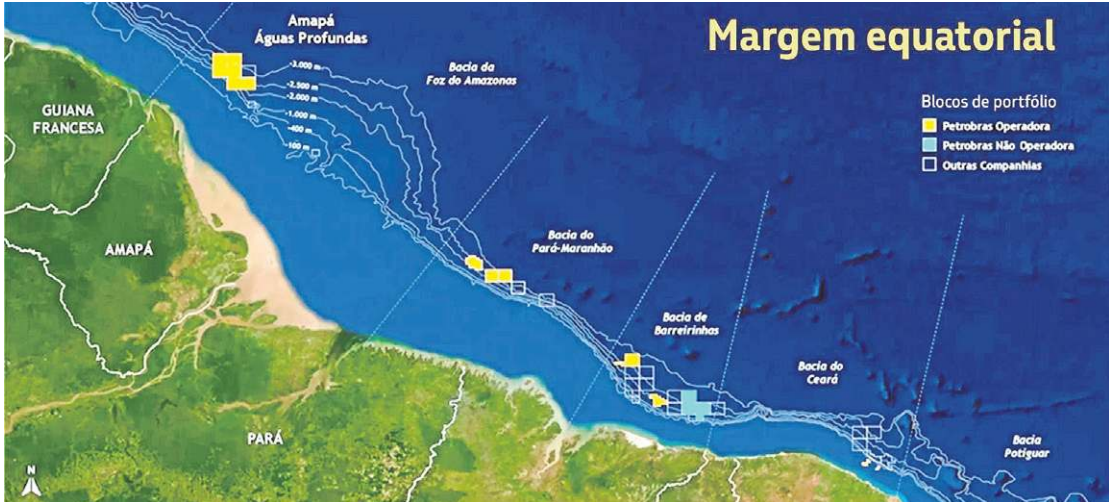 Margem equatorial
Amapá
Águas Profundas
Bacia da
Foz do Amazonas
-3.000 m
-2.500 m
-2.000 m
-1.000 m
-400 m
-100 m
Blocos de portfólio
Petrobras Operadora
Petrobras Não Operadora
Outras Companhias
GUIANA
FRANCESA
AMAPÁ
Bacia do
Pará-Maranhão
Bacia de
Barreirinhas
Bacia do
Ceará
PARÁ
Bacia
Potiguar
N